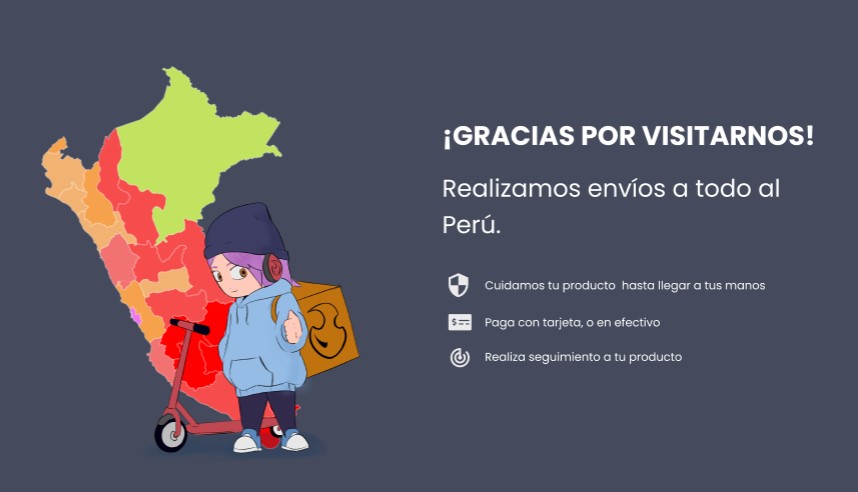 ¡GRACIAS POR VISITARNOS!
Realizamos envíos a todo al
Perú.
Cuidamos tu producto  hasta llegar a tus manos
Paga con tarjeta, o en efectivo
Realiza seguimiento a tu producto